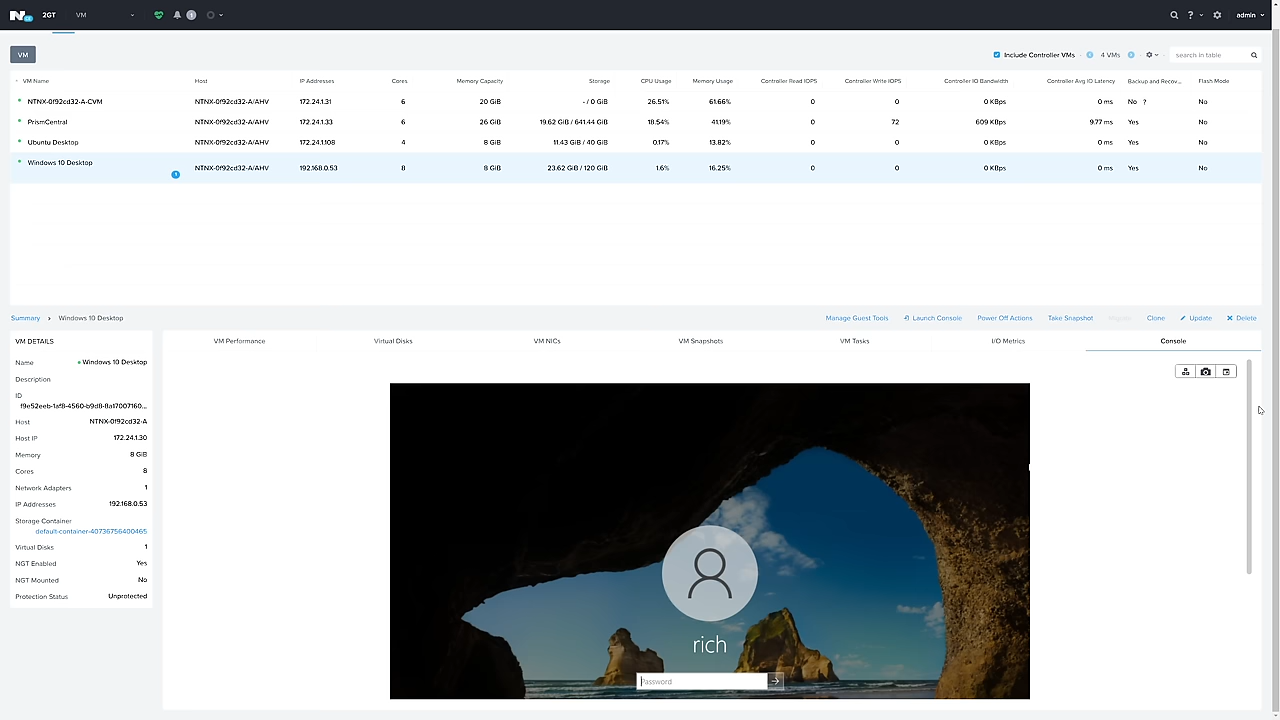 N CE 2GT VM 1 ? admin
VM Include Controller VMs 4 VMs search in table
VM Name Host IP Addresses Cores Memory Capacity Storage CPU Usage Memory Usage Controller Read IOPS Controller Write IOPS Controller IO Bandwidth Controller Avg IO Latency Backup and Recov... Flash Mode
NTNX-0f92cd32-A-CVM NTNX-0f92cd32-A/AHV 172.24.1.31 6 20 GiB - / 0 GiB 26.51% 61.66% 0 0 0 KBps 0 ms No ? No
PrismCentral NTNX-0f92cd32-A/AHV 172.24.1.33 6 26 GiB 19.62 GiB / 641.44 GiB 18.54% 41.19% 0 72 609 KBps 9.77 ms Yes No
Ubuntu Desktop NTNX-0f92cd32-A/AHV 172.24.1.108 4 8 GiB 11.43 GiB / 40 GiB 0.17% 13.82% 0 0 0 KBps 0 ms Yes No
Windows 10 Desktop NTNX-0f92cd32-A/AHV 192.168.0.53 8 8 GiB 23.62 GiB / 120 GiB 1.6% 16.25% 0 0 0 KBps 0 ms Yes No
1
Summary > Windows 10 Desktop Manage Guest Tools Launch Console Power Off Actions Take Snapshot Migrate Clone Update Delete
VM DETAILS VM Performance Virtual Disks VM NICs VM Snapshots VM Tasks I/O Metrics Console
Name Windows 10 Desktop
Description
ID
f9e52eeb-1af8-4560-b9d8-8a17007160...
Host NTNX-0f92cd32-A
Host IP 172.24.1.30
Memory 8 GiB
Cores 8
Network Adapters 1
IP Addresses 192.168.0.53
Storage Container
default-container-40736756400465
Virtual Disks 1
NGT Enabled Yes
NGT Mounted No
Protection Status Unprotected
rich
Password